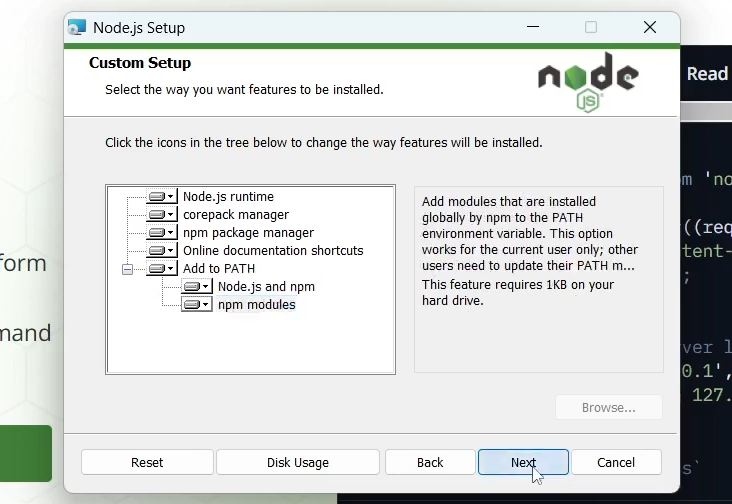 Node.js Setup
Custom Setup
Select the way you want features to be installed.
node
JS
Read
Click the icons in the tree below to change the way features will be installed.
Node.js runtime
corepack manager
npm package manager
Online documentation shortcuts
Add to PATH
Node.js and npm
npm modules
Add modules that are installed
globally by npm to the PATH
environment variable. This option
works for the current user only; other
users need to update their PATH m...
This feature requires 1KB on your
hard drive.
Browse...
Reset
Disk Usage
Back
Next
Cancel
'no
((req
;
0.1',
127.
s`